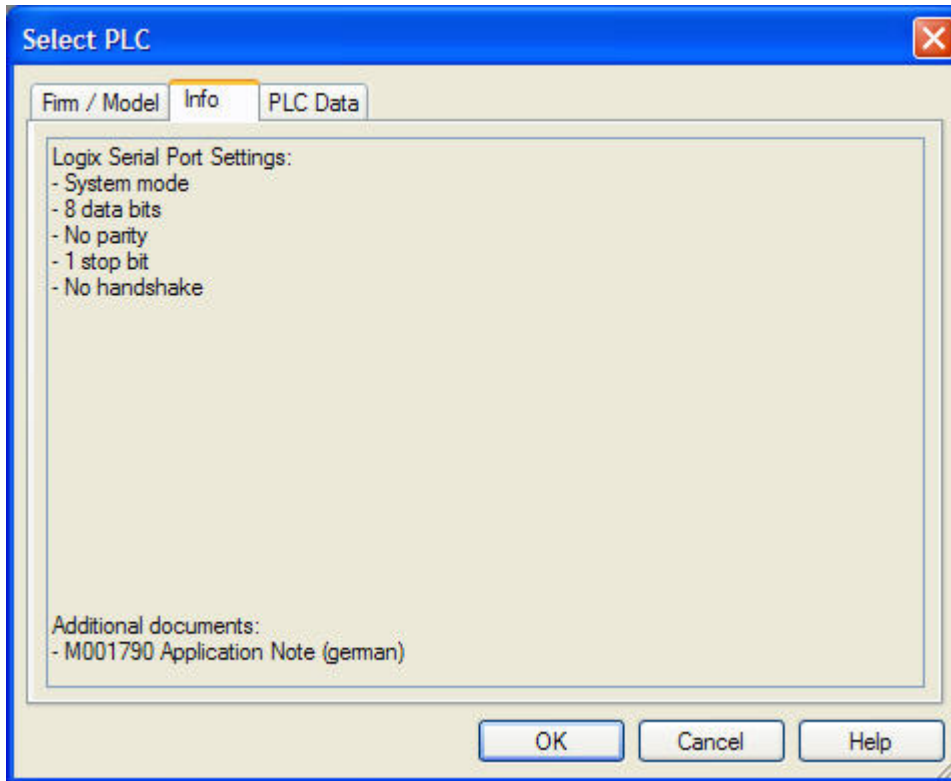 Select PLC
Firm / Model Info PLC Data
Logix Serial Port Settings:
- System mode
- 8 data bits
- No parity
- 1 stop bit
- No handshake
Additional documents:
- M001790 Application Note (german)
OK Cancel Help